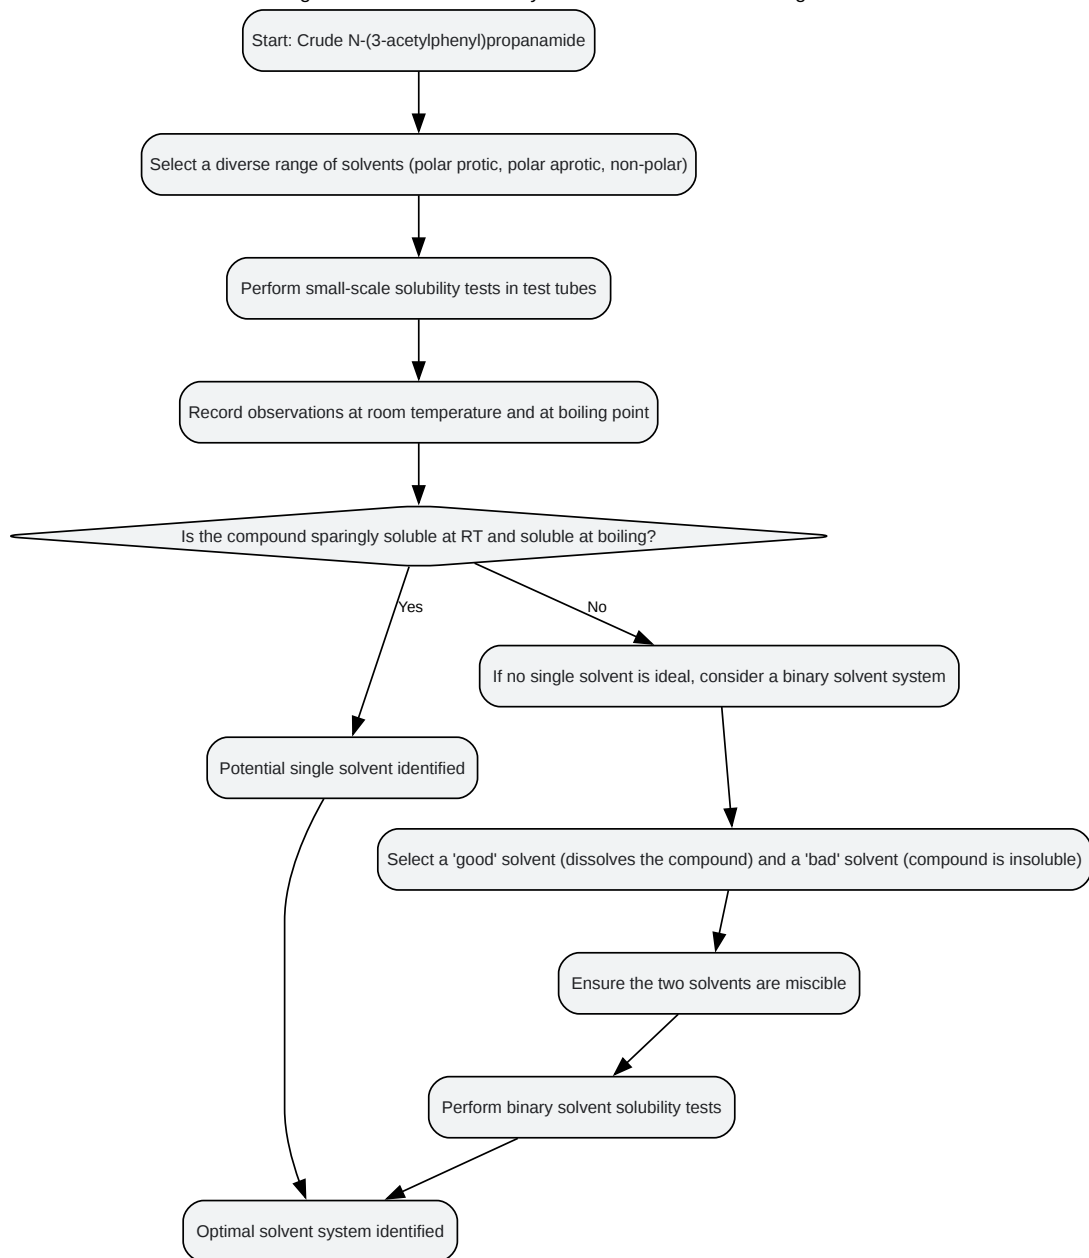 Start: Crude N-(3-acetylphenyl)propanamide
Select a diverse range of solvents (polar protic, polar aprotic, non-polar)
Perform small-scale solubility tests in test tubes
Record observations at room temperature and at boiling point
Is the compound sparingly soluble at RT and soluble at boiling?
Yes
No
If no single solvent is ideal, consider a binary solvent system
Potential single solvent identified
Select a 'good' solvent (dissolves the compound) and a 'bad' solvent (compound is insoluble)
Ensure the two solvents are miscible
Perform binary solvent solubility tests
Optimal solvent system identified